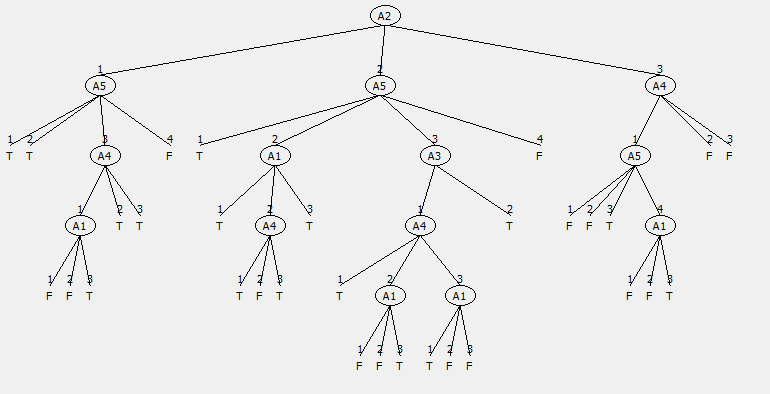 A2
1 2 3
A5 A5 A4
1 2 3 4 1 2 3 4 1 2 3
T T A4 F T A1 A3 F A5 F F
1 2 3 1 2 3 1 2 1 2 3 4
A1 T T T A4 T A4 T F F T A1
1 2 3 1 2 3 1 2 3 1 2 3
F F T T F T T A1 A1 F F T
1 2 3 1 2 3
F F T T F F